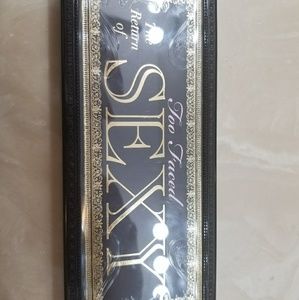 Too Faced
The
Return
of
SEXY